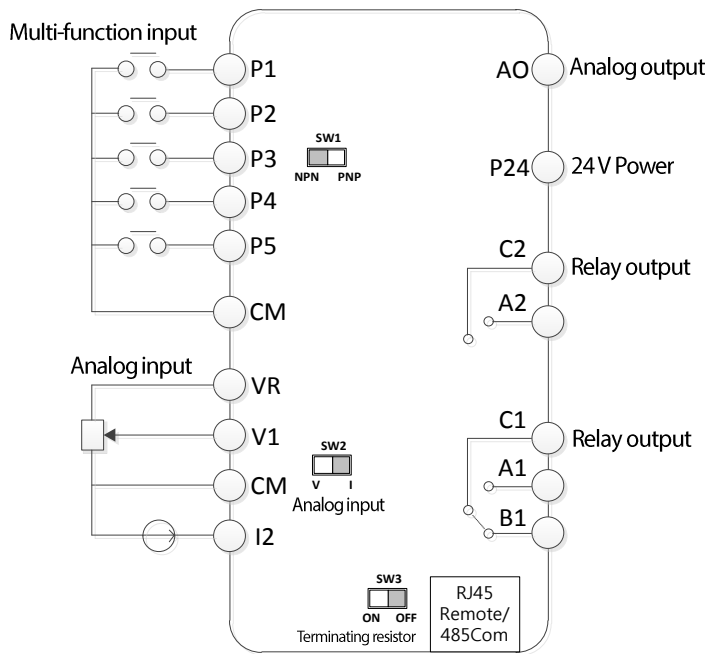 Multi-function input
P1
P2
P3
P4
P5
CM
SW1
NPN PNP
AO Analog output
P24 24 V Power
C2 Relay output
A2
Analog input
VR
V1
CM
I2
SW2
V I
Analog input
C1 Relay output
A1
B1
SW3
ON OFF
Terminating resistor
RJ45
Remote/
485Com